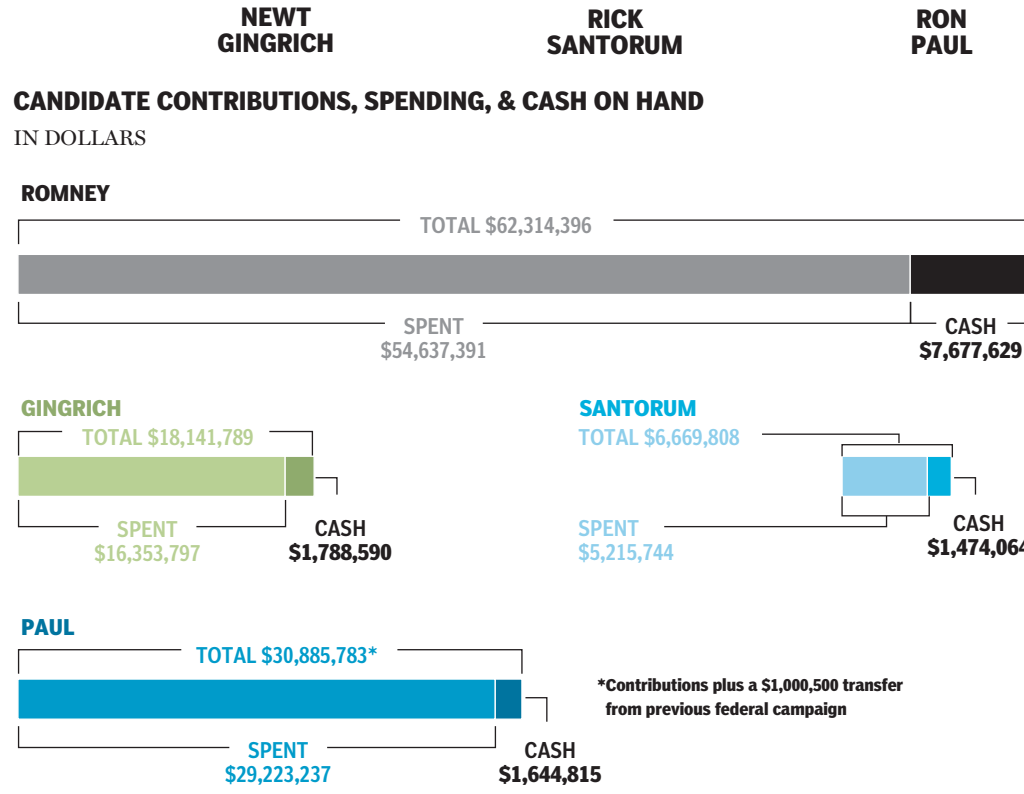 NEWT
GINGRICH
RICK
SANTORUM
RON
PAUL
CANDIDATE CONTRIBUTIONS, SPENDING, & CASH ON HAND
IN DOLLARS
ROMNEY
TOTAL $62,314,396
SPENT
$54,637,391
CASH
$7,677,629
GINGRICH
TOTAL $18,141,789
SPENT
$16,353,797
CASH
$1,788,590
SANTORUM
TOTAL $6,669,808
SPENT
$5,215,744
CASH
$1,474,064
PAUL
TOTAL $30,885,783*
SPENT
$29,223,237
CASH
$1,644,815
*Contributions plus a $1,000,500 transfer
from previous federal campaign